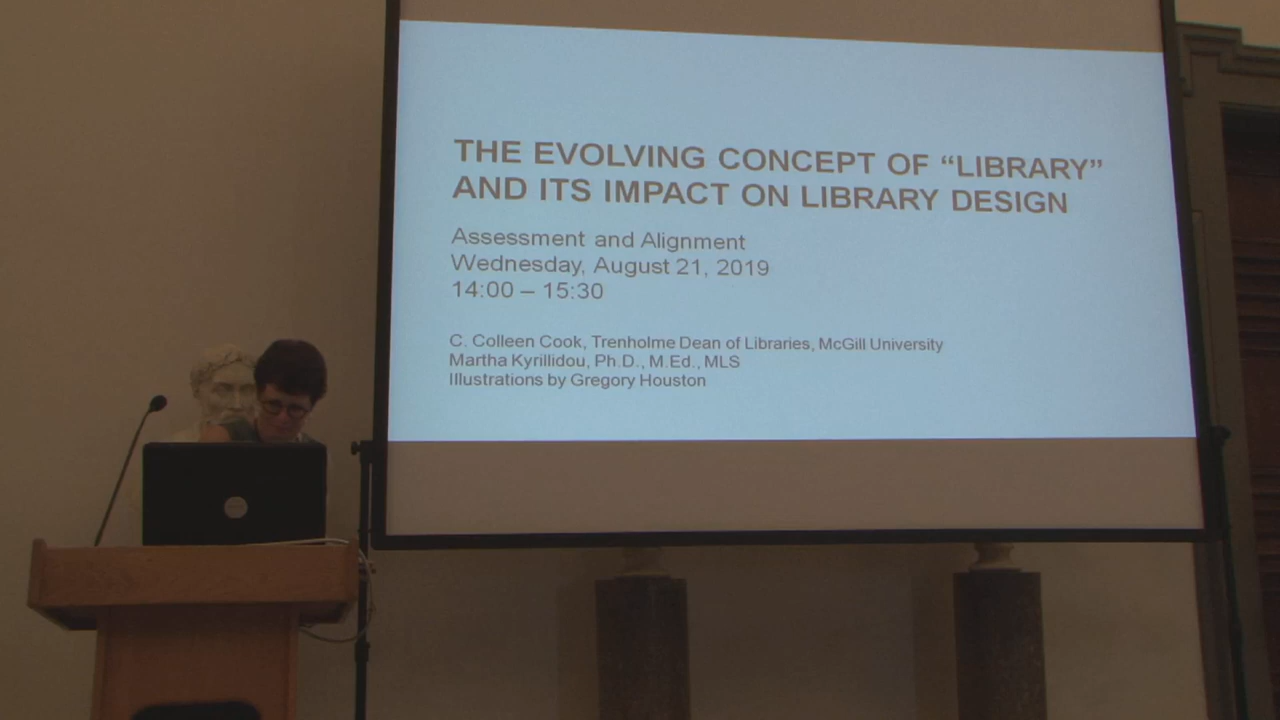 THE EVOLVING CONCEPT OF “LIBRARY”
AND ITS IMPACT ON LIBRARY DESIGN
Assessment and Alignment
Wednesday, August 21, 2019
14:00 – 15:30
C. Colleen Cook, Trenholme Dean of Libraries, McGill University
Martha Kyrillidou, Ph.D., M.Ed., MLS
Illustrations by Gregory Houston